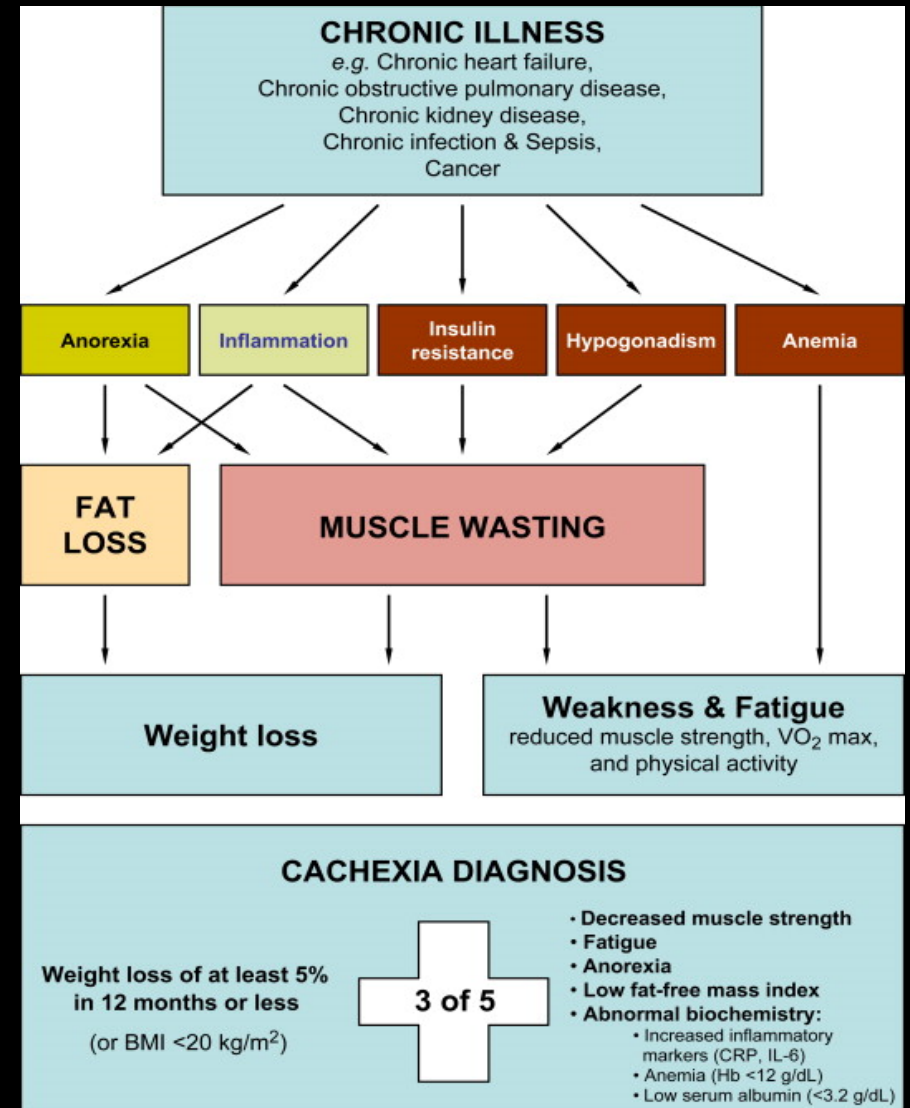 CHRONIC ILLNESS
e.g. Chronic heart failure,
Chronic obstructive pulmonary disease,
Chronic kidney disease,
Chronic infection & Sepsis,
Cancer
Anorexia
Inflammation
Insulin
resistance
Hypogonadism
Anemia
FAT
LOSS
MUSCLE WASTING
Weight loss
Weakness & Fatigue
reduced muscle strength, VO₂ max,
and physical activity
CACHEXIA DIAGNOSIS
Weight loss of at least 5%
in 12 months or less
(or BMI <20 kg/m²)
3 of 5
• Decreased muscle strength
• Fatigue
• Anorexia
• Low fat-free mass index
• Abnormal biochemistry:
• Increased inflammatory
markers (CRP, IL-6)
• Anemia (Hb <12 g/dL)
• Low serum albumin (<3.2 g/dL)